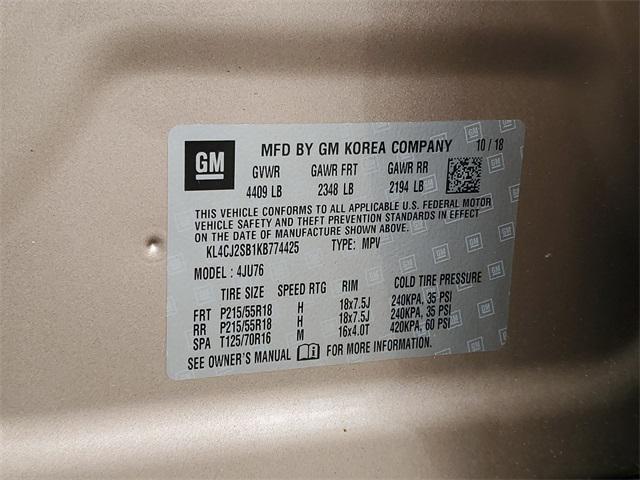 GM
MFD BY GM KOREA COMPANY 10 / 18
GVWR GAWR FRT GAWR RR
4409 LB 2348 LB 2194 LB
THIS VEHICLE CONFORMS TO ALL APPLICABLE U.S. FEDERAL MOTOR
VEHICLE SAFETY AND THEFT PREVENTION STANDARDS IN EFFECT
ON THE DATE OF MANUFACTURE SHOWN ABOVE.
KL4CJ2SB1KB774425 TYPE: MPV
MODEL : 4JU76
TIRE SIZE SPEED RTG RIM COLD TIRE PRESSURE
FRT P215/55R18 H 18x7.5J 240KPA, 35 PSI
RR P215/55R18 H 18x7.5J 240KPA, 35 PSI
SPA T125/70R16 M 16x4.0T 420KPA, 60 PSI
SEE OWNER'S MANUAL FOR MORE INFORMATION.